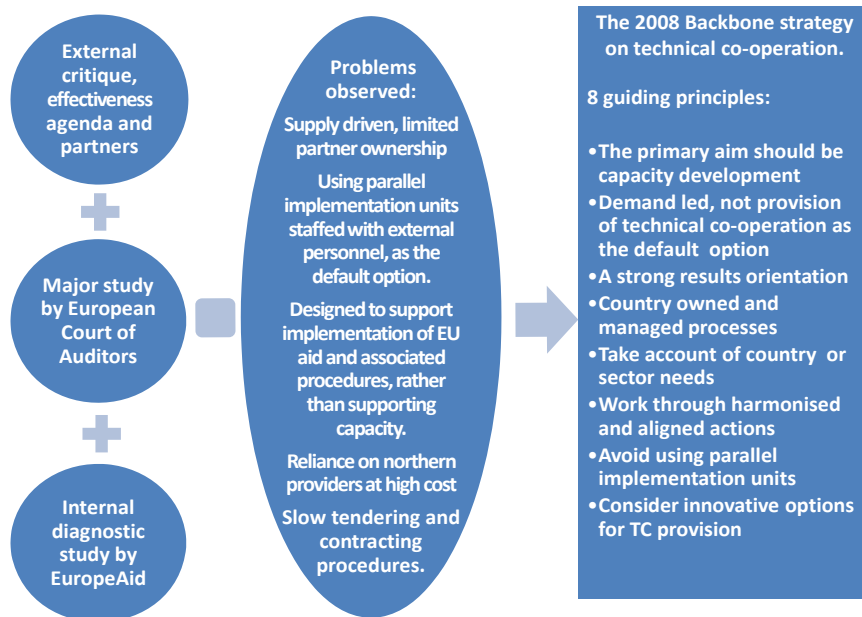 External
critique,
effectiveness
agenda and
partners
Major study
by European
Court of
Auditors
Internal
diagnostic
study by
EuropeAid
Problems
observed:
Supply driven, limited
partner ownership
Using parallel
implementation units
staffed with external
personnel, as the
default option.
Designed to support
implementation of EU
aid and associated
procedures, rather
than supporting
capacity.
Reliance on northern
providers at high cost
Slow tendering and
contracting
procedures.
The 2008 Backbone strategy
on technical co-operation.
8 guiding principles:
•The primary aim should be
capacity development
•Demand led, not provision
of technical co-operation as
the default option
•A strong results orientation
•Country owned and
managed processes
•Take account of country or
sector needs
•Work through harmonised
and aligned actions
•Avoid using parallel
implementation units
•Consider innovative options
for TC provision